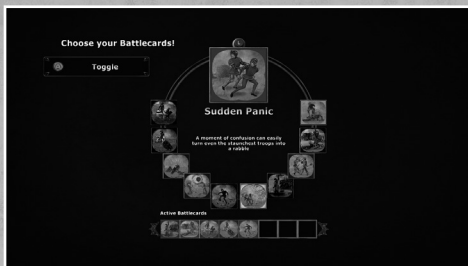 Choose your Battlecards!
Toggle
Sudden Panic
A moment of confusion can easily
turn even the staunchest troops into
a rabble
Active Battlecards